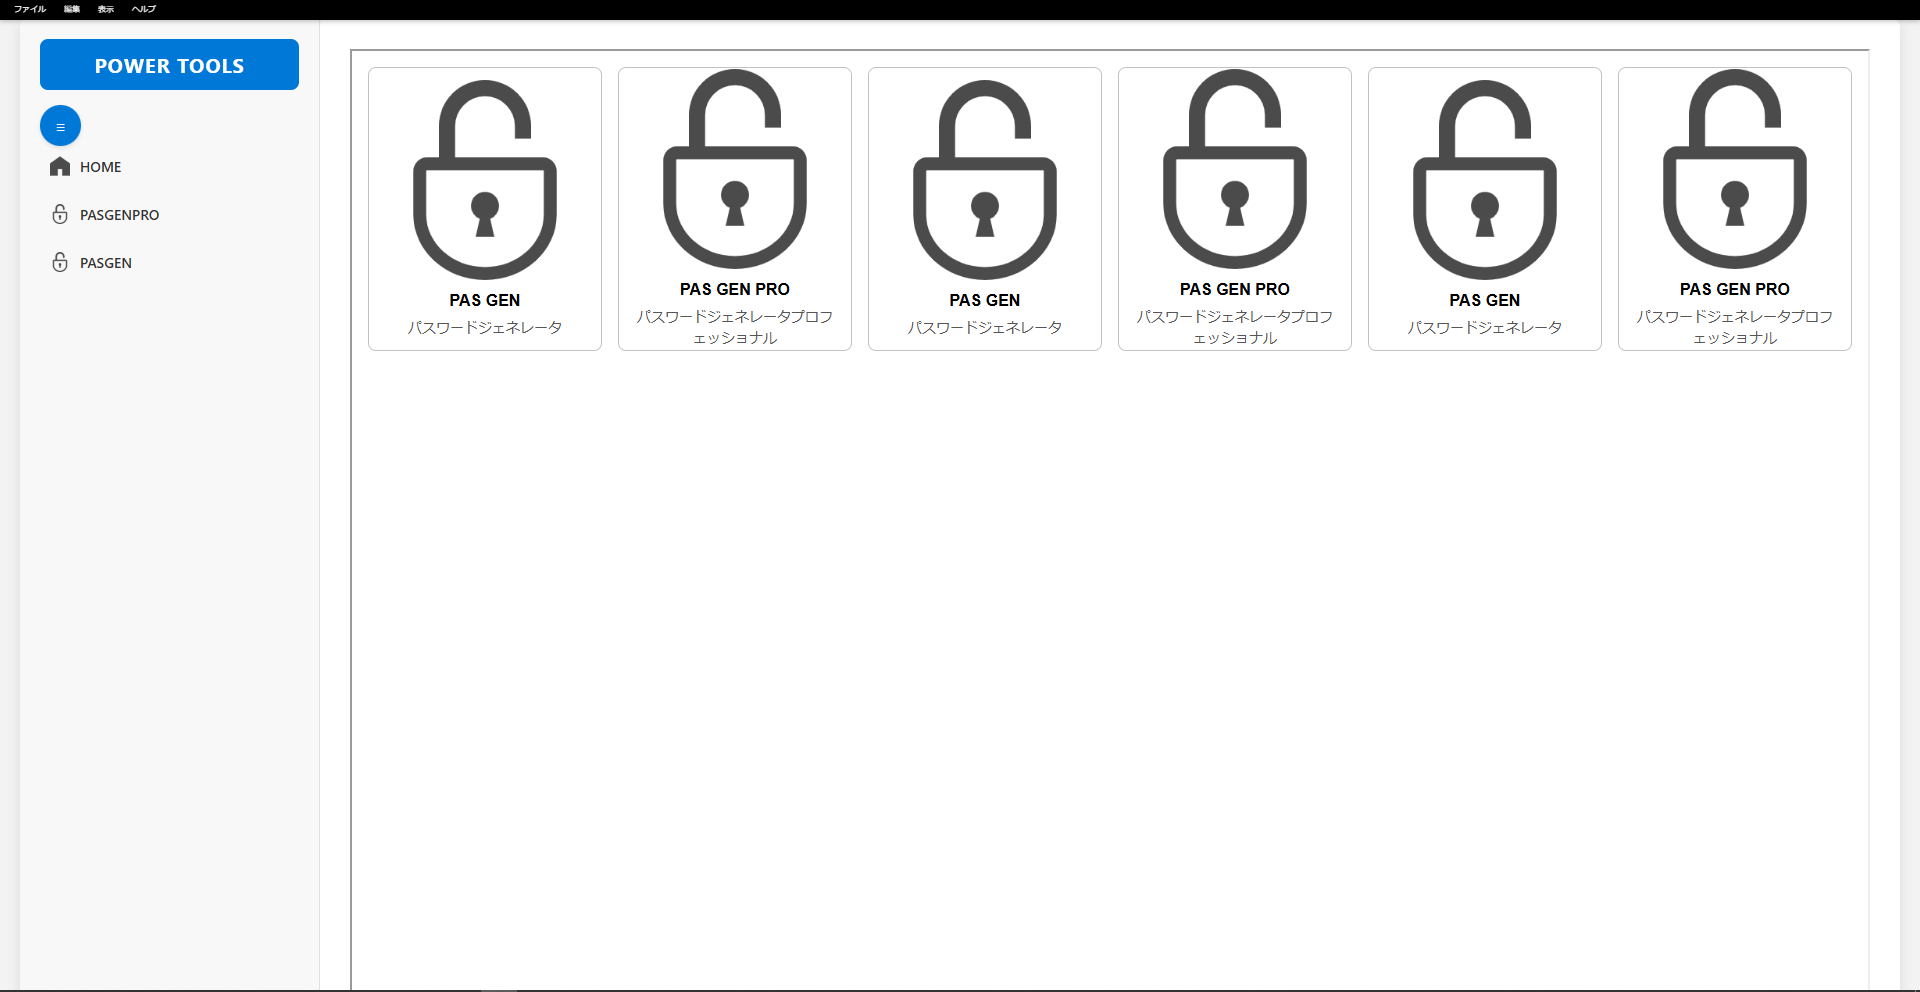 ファイル 編集 表示 ヘルプ
POWER TOOLS
HOME
PASGENPRO
PASGEN
PAS GEN
パスワードジェネレータ
PAS GEN PRO
パスワードジェネレータプロフ
ェッショナル
PAS GEN
パスワードジェネレータ
PAS GEN PRO
パスワードジェネレータプロフ
ェッショナル
PAS GEN
パスワードジェネレータ
PAS GEN PRO
パスワードジェネレータプロフ
ェッショナル